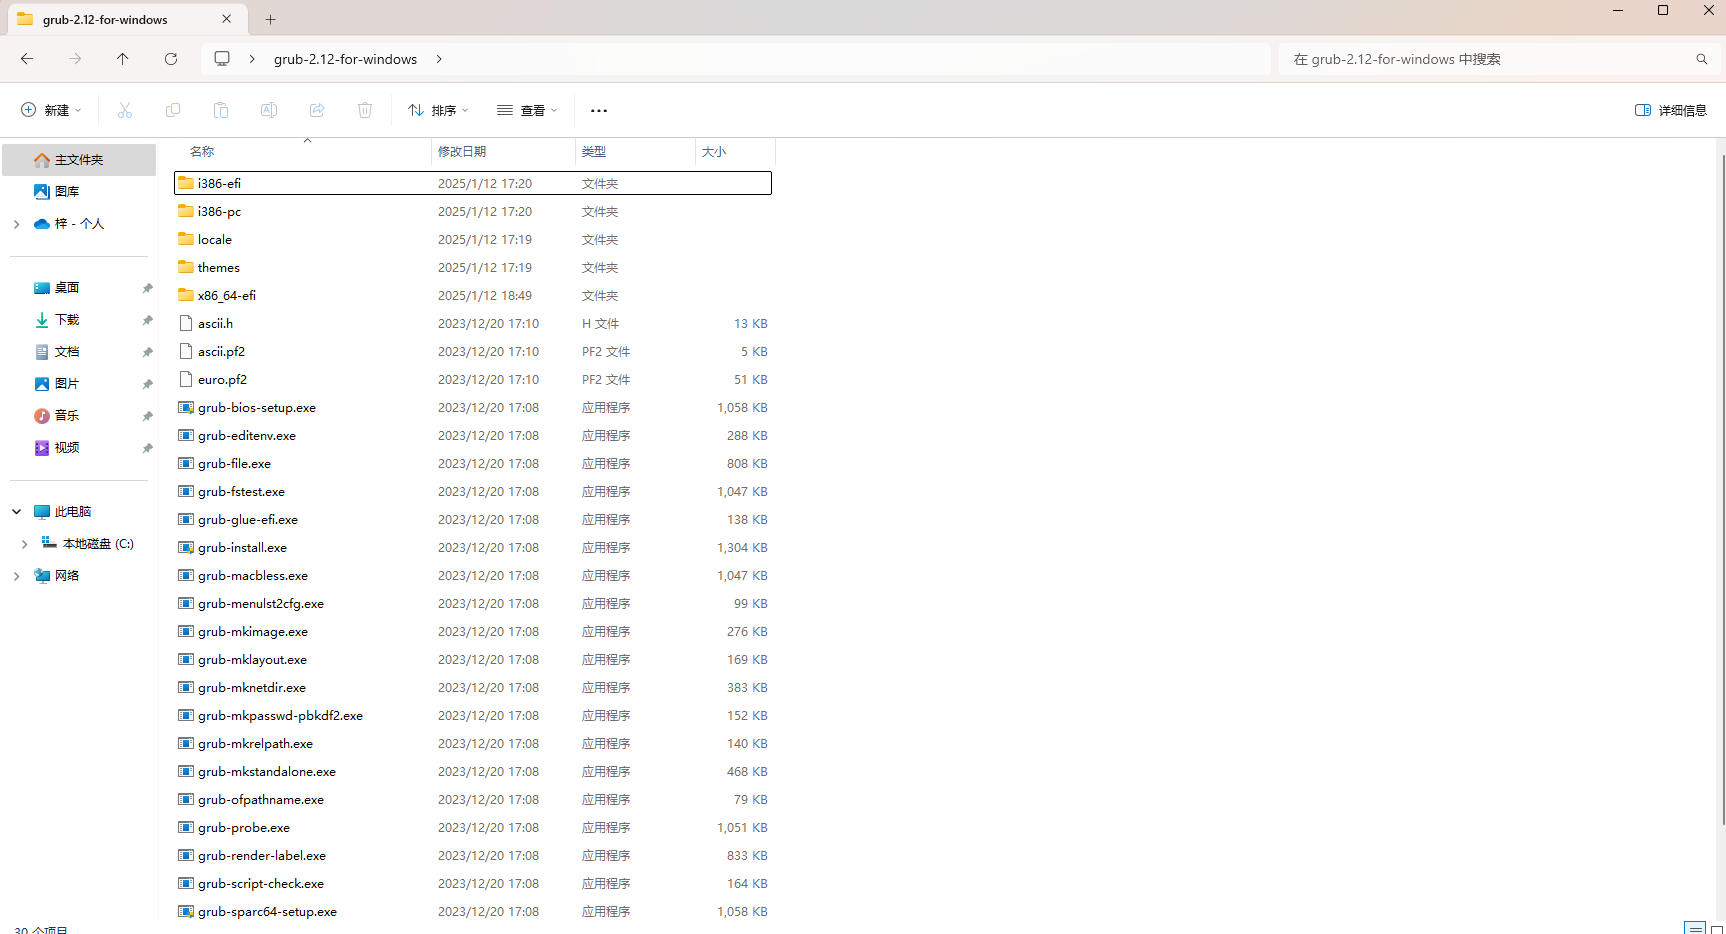 grub-2.12-for-windows
grub-2.12-for-windows
在 grub-2.12-for-windows 中搜索
新建
排序
查看
详细信息
主文件夹
图库
梓 - 个人
桌面
下载
文档
图片
音乐
视频
此电脑
本地磁盘 (C:)
网络
名称 修改日期 类型 大小
i386-efi 2025/1/12 17:20 文件夹
i386-pc 2025/1/12 17:20 文件夹
locale 2025/1/12 17:19 文件夹
themes 2025/1/12 17:19 文件夹
x86_64-efi 2025/1/12 18:49 文件夹
ascii.h 2023/12/20 17:10 H 文件 13 KB
ascii.pf2 2023/12/20 17:10 PF2 文件 5 KB
euro.pf2 2023/12/20 17:10 PF2 文件 51 KB
grub-bios-setup.exe 2023/12/20 17:08 应用程序 1,058 KB
grub-editenv.exe 2023/12/20 17:08 应用程序 288 KB
grub-file.exe 2023/12/20 17:08 应用程序 808 KB
grub-fstest.exe 2023/12/20 17:08 应用程序 1,047 KB
grub-glue-efi.exe 2023/12/20 17:08 应用程序 138 KB
grub-install.exe 2023/12/20 17:08 应用程序 1,304 KB
grub-macbless.exe 2023/12/20 17:08 应用程序 1,047 KB
grub-menulst2cfg.exe 2023/12/20 17:08 应用程序 99 KB
grub-mkimage.exe 2023/12/20 17:08 应用程序 276 KB
grub-mklayout.exe 2023/12/20 17:08 应用程序 169 KB
grub-mknetdir.exe 2023/12/20 17:08 应用程序 383 KB
grub-mkpasswd-pbkdf2.exe 2023/12/20 17:08 应用程序 152 KB
grub-mkrelpath.exe 2023/12/20 17:08 应用程序 140 KB
grub-mkstandalone.exe 2023/12/20 17:08 应用程序 468 KB
grub-ofpathname.exe 2023/12/20 17:08 应用程序 79 KB
grub-probe.exe 2023/12/20 17:08 应用程序 1,051 KB
grub-render-label.exe 2023/12/20 17:08 应用程序 833 KB
grub-script-check.exe 2023/12/20 17:08 应用程序 164 KB
grub-sparc64-setup.exe 2023/12/20 17:08 应用程序 1,058 KB
30 个项目